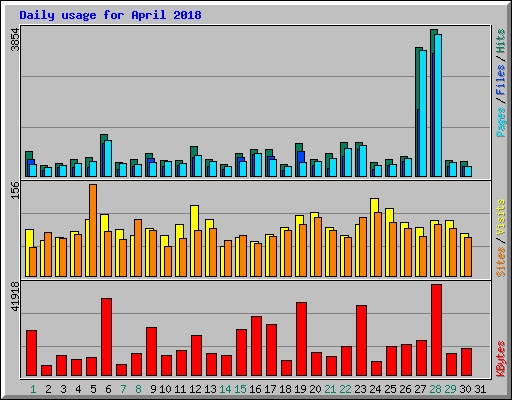 Daily usage for April 2018
3854
Pages / Files / Hits
156
Sites / Visits
41918
KBytes
1 2 3 4 5 6 7 8 9 10 11 12 13 14 15 16 17 18 19 20 21 22 23 24 25 26 27 28 29 30 31